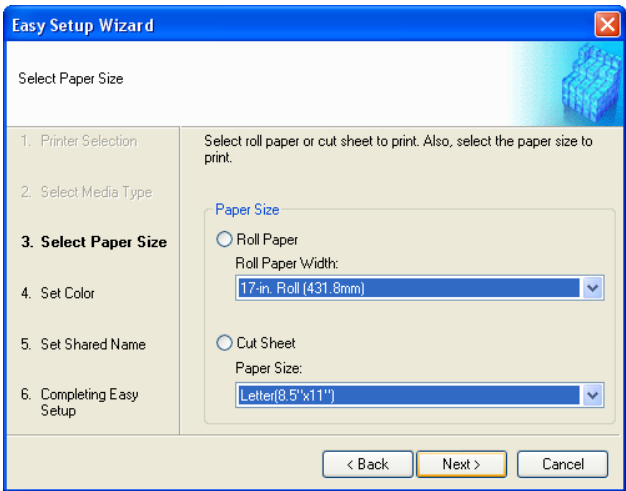 Easy Setup Wizard
Select Paper Size
1. Printer Selection
2. Select Media Type
3. Select Paper Size
4. Set Color
5. Set Shared Name
6. Completing Easy
Setup
Select roll paper or cut sheet to print. Also, select the paper size to
print.
Paper Size
Roll Paper
Roll Paper Width:
17-in. Roll (431.8mm)
Cut Sheet
Paper Size:
Letter(8.5"x11")
< Back
Next >
Cancel